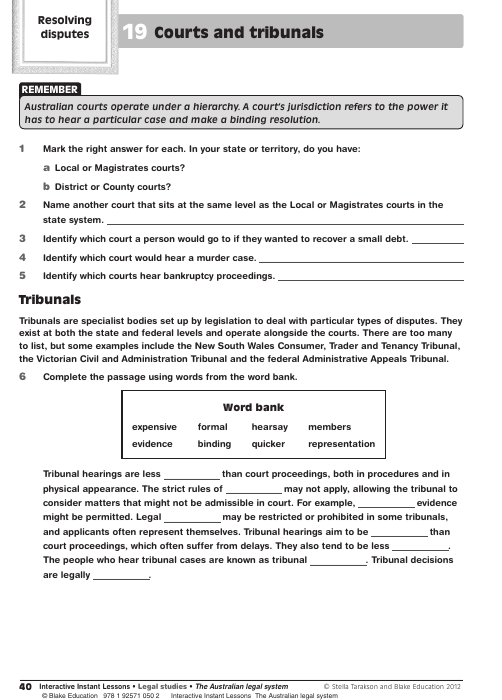 Resolving
disputes
19 Courts and tribunals
REMEMBER
Australian courts operate under a hierarchy. A court's jurisdiction refers to the power it
has to hear a particular case and make a binding resolution.
1 Mark the right answer for each. In your state or territory, do you have:
a Local or Magistrates courts?
b District or County courts?
2 Name another court that sits at the same level as the Local or Magistrates courts in the
state system. ____________
3 Identify which court a person would go to if they wanted to recover a small debt. ____________
4 Identify which court would hear a murder case. ____________
5 Identify which courts hear bankruptcy proceedings. ____________
Tribunals
Tribunals are specialist bodies set up by legislation to deal with particular types of disputes. They
exist at both the state and federal levels and operate alongside the courts. There are too many
to list, but some examples include the New South Wales Consumer, Trader and Tenancy Tribunal,
the Victorian Civil and Administration Tribunal and the federal Administrative Appeals Tribunal.
6 Complete the passage using words from the word bank.
Word bank
expensive formal hearsay members
evidence binding quicker representation
Tribunal hearings are less ____________ than court proceedings, both in procedures and in
physical appearance. The strict rules of ____________ may not apply, allowing the tribunal to
consider matters that might not be admissible in court. For example, ____________ evidence
might be permitted. Legal ____________ may be restricted or prohibited in some tribunals,
and applicants often represent themselves. Tribunal hearings aim to be ____________ than
court proceedings, which often suffer from delays. They also tend to be less ____________.
The people who hear tribunal cases are known as tribunal ____________. Tribunal decisions
are legally ____________.
40 Interactive Instant Lessons • Legal studies • The Australian legal system © Stella Tarakson and Blake Education 2012
© Blake Education 978 1 92571 050 2 Interactive Instant Lessons The Australian legal system